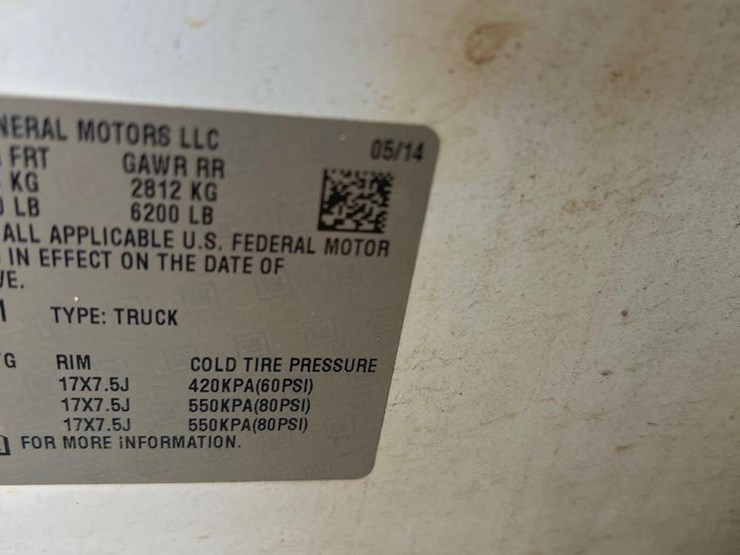 GENERAL MOTORS LLC 05/14
FRT GAWR RR
KG 2812 KG
LB 6200 LB
ALL APPLICABLE U.S. FEDERAL MOTOR
IN EFFECT ON THE DATE OF
TYPE: TRUCK
RIM COLD TIRE PRESSURE
17X7.5J 420KPA(60PSI)
17X7.5J 550KPA(80PSI)
17X7.5J 550KPA(80PSI)
FOR MORE INFORMATION.